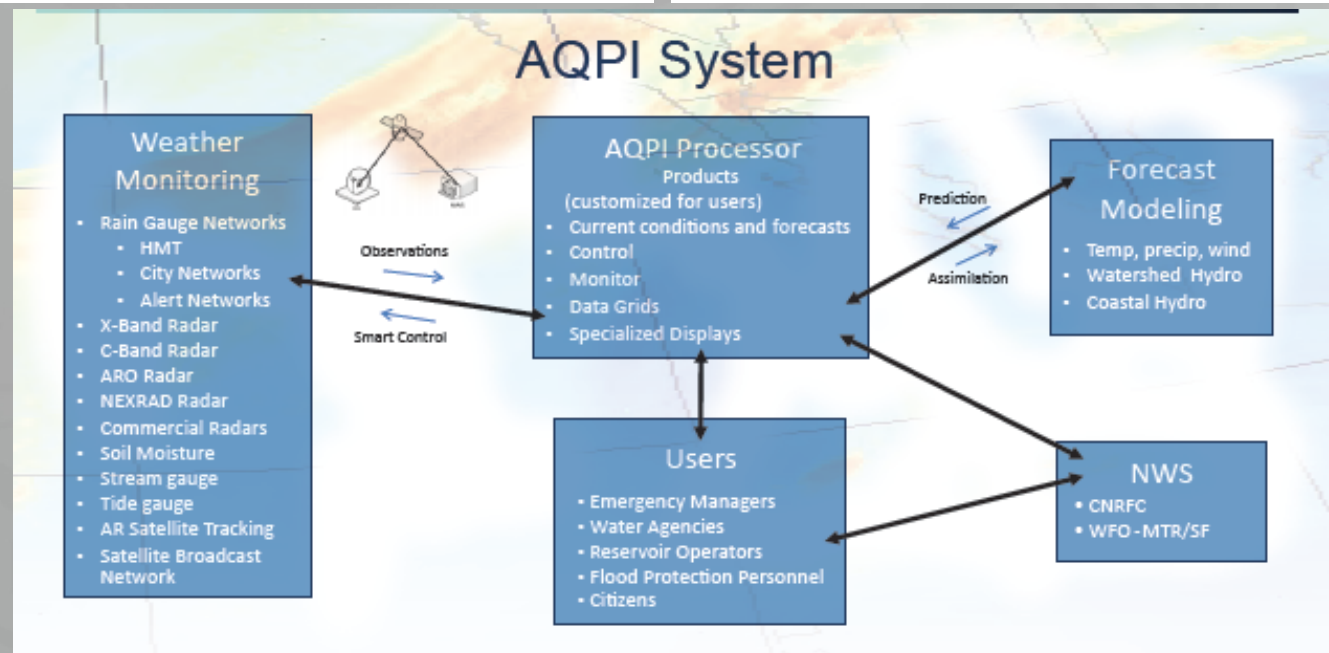 AQPI System
Weather
Monitoring
• Rain Gauge Networks
• HMT
• City Networks
• Alert Networks
• X-Band Radar
• C-Band Radar
• ARO Radar
• NEXRAD Radar
• Commercial Radars
• Soil Moisture
• Stream gauge
• Tide gauge
• AR Satellite Tracking
• Satellite Broadcast
Network
Observations
Smart Control
AQPI Processor
Products
(customized for users)
• Current conditions and forecasts
• Control
• Monitor
• Data Grids
• Specialized Displays
Prediction
Assimilation
Forecast
Modeling
• Temp, precip, wind
• Watershed Hydro
• Coastal Hydro
Users
• Emergency Managers
• Water Agencies
• Reservoir Operators
• Flood Protection Personnel
• Citizens
NWS
• CNRFC
• WFO - MTR/SF